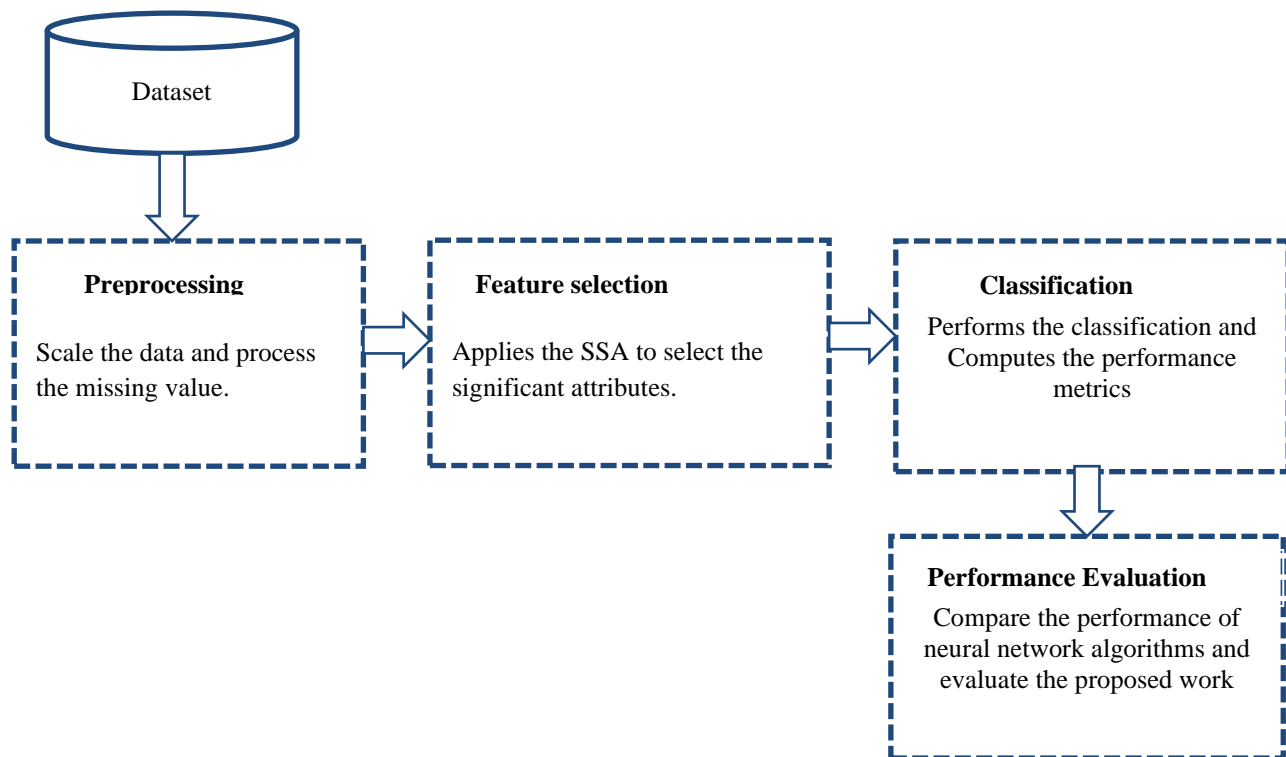 Dataset
Preprocessing
Scale the data and process
the missing value.
Feature selection
Applies the SSA to select the
significant attributes.
Classification
Performs the classification and
Computes the performance
metrics
Performance Evaluation
Compare the performance of
neural network algorithms and
evaluate the proposed work